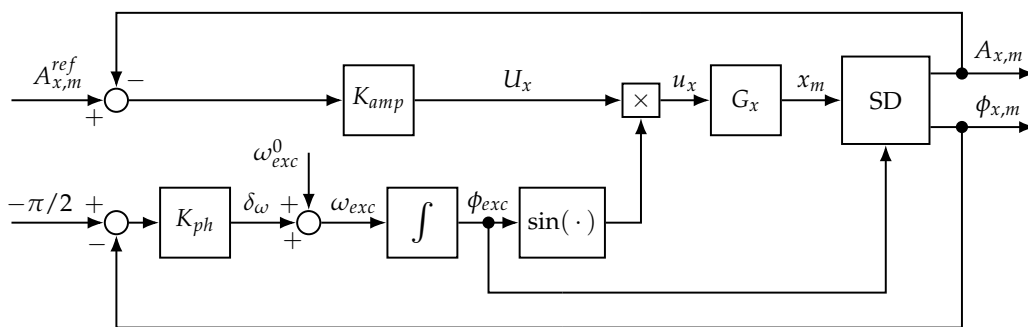 A_{x,m}^{ref} + − K_{amp} U_x × u_x G_x x_m SD A_{x,m}
ϕ_{x,m}
ω_{exc}^0
−π/2 + − K_{ph} δ_ω + + ω_{exc} ∫ ϕ_{exc} sin( · )